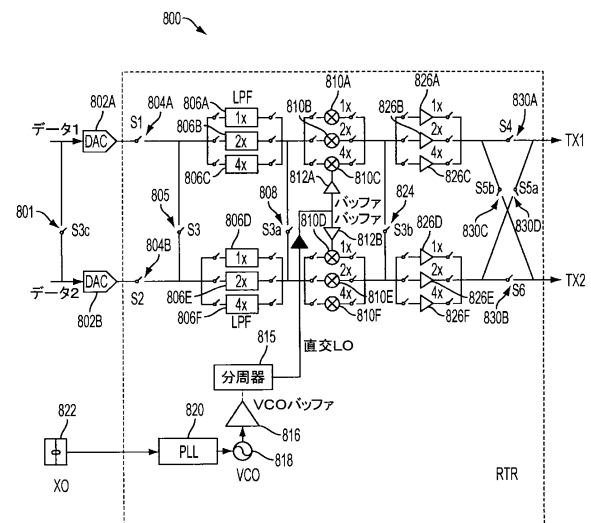 800
802A
804A
806A
LPF
806B
806C
810A
810B
810C
812A
826A
826B
826C
830A
データ1
DAC
S1
1x
2x
4x
1x
2x
4x
1x
2x
4x
S4
TX1
801
S3c
805
S3
808
S3a
バッファ
バッファ
824
S3b
S5b
S5a
830C
830D
804B
806D
810D
812B
826D
データ2
DAC
802B
S2
806E
806F
1x
2x
4x
LPF
1x
2x
4x
810E
810F
1x
2x
4x
826E
826F
S6
830B
TX2
815
直交LO
分周器
VCOバッファ
816
822
820
PLL
818
XO
VCO
RTR